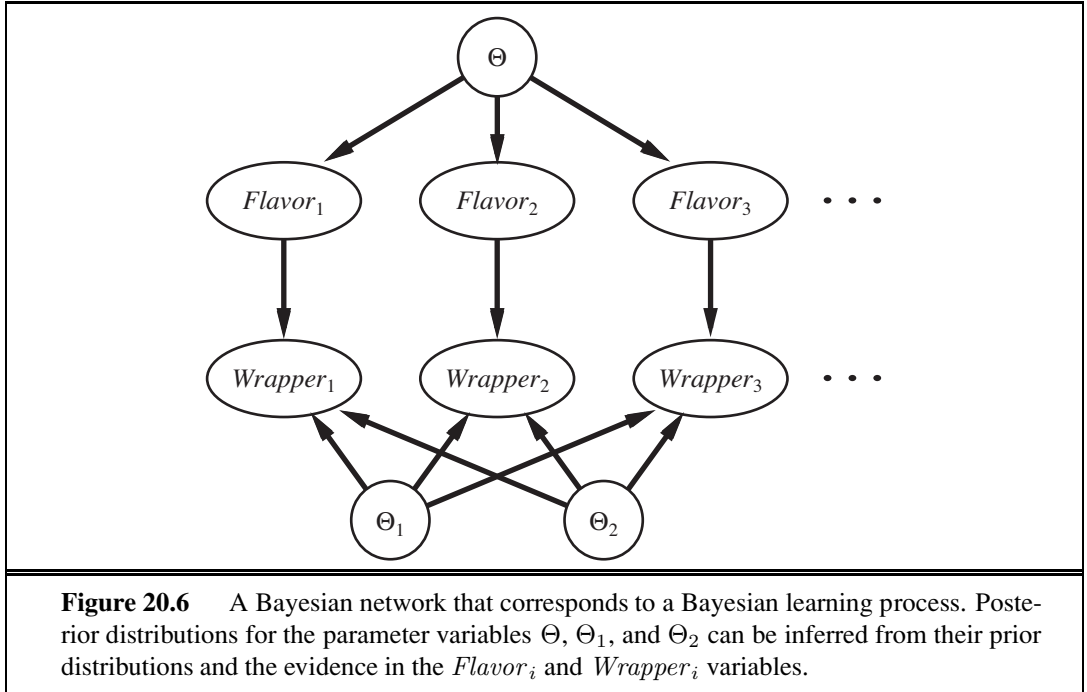 Θ
Flavor₁ Flavor₂ Flavor₃ . . .
Wrapper₁ Wrapper₂ Wrapper₃ . . .
Θ₁ Θ₂
Figure 20.6 A Bayesian network that corresponds to a Bayesian learning process. Poste-
rior distributions for the parameter variables Θ, Θ₁, and Θ₂ can be inferred from their prior
distributions and the evidence in the Flavorᵢ and Wrapperᵢ variables.